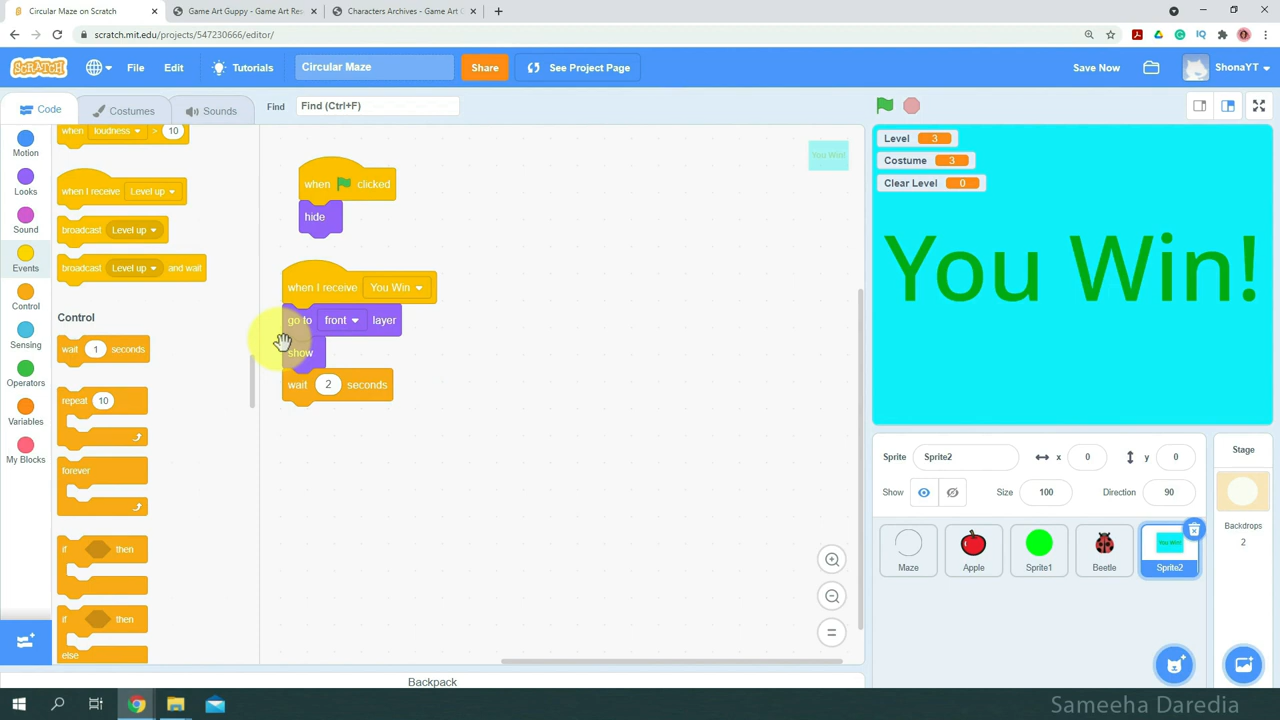 Circular Maze on Scratch
Game Art Guppy - Game Art Res
Characters Archives - Game Art G
scratch.mit.edu/projects/547230666/editor/
SCRATCH
File
Edit
Tutorials
Circular Maze
Share
See Project Page
Save Now
ShonaYT
Code
Costumes
Sounds
Find
Find (Ctrl+F)
Motion
Looks
Sound
Events
Control
Sensing
Operators
Variables
My Blocks
when loudness > 10
when I receive Level up
broadcast Level up
broadcast Level up and wait
Control
wait 1 seconds
repeat 10
forever
if then
if then
else
when clicked
hide
when I receive You Win
go to front layer
show
wait 2 seconds
You Win!
Level 3
Costume 3
Clear Level 0
You Win!
Sprite Sprite2 x 0 y 0
Show Size 100 Direction 90
Maze
Apple
Sprite1
Beetle
You Win!
Sprite2
Stage
Backdrops
2
Backpack
Sameeha Daredia